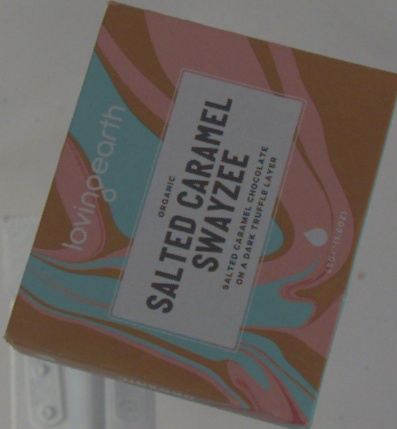 lovingearth
ORGANIC
SALTED CARAMEL
SWAYZEE
SALTED CARAMEL CHOCOLATE
ON A DARK TRUFFLE LAYER